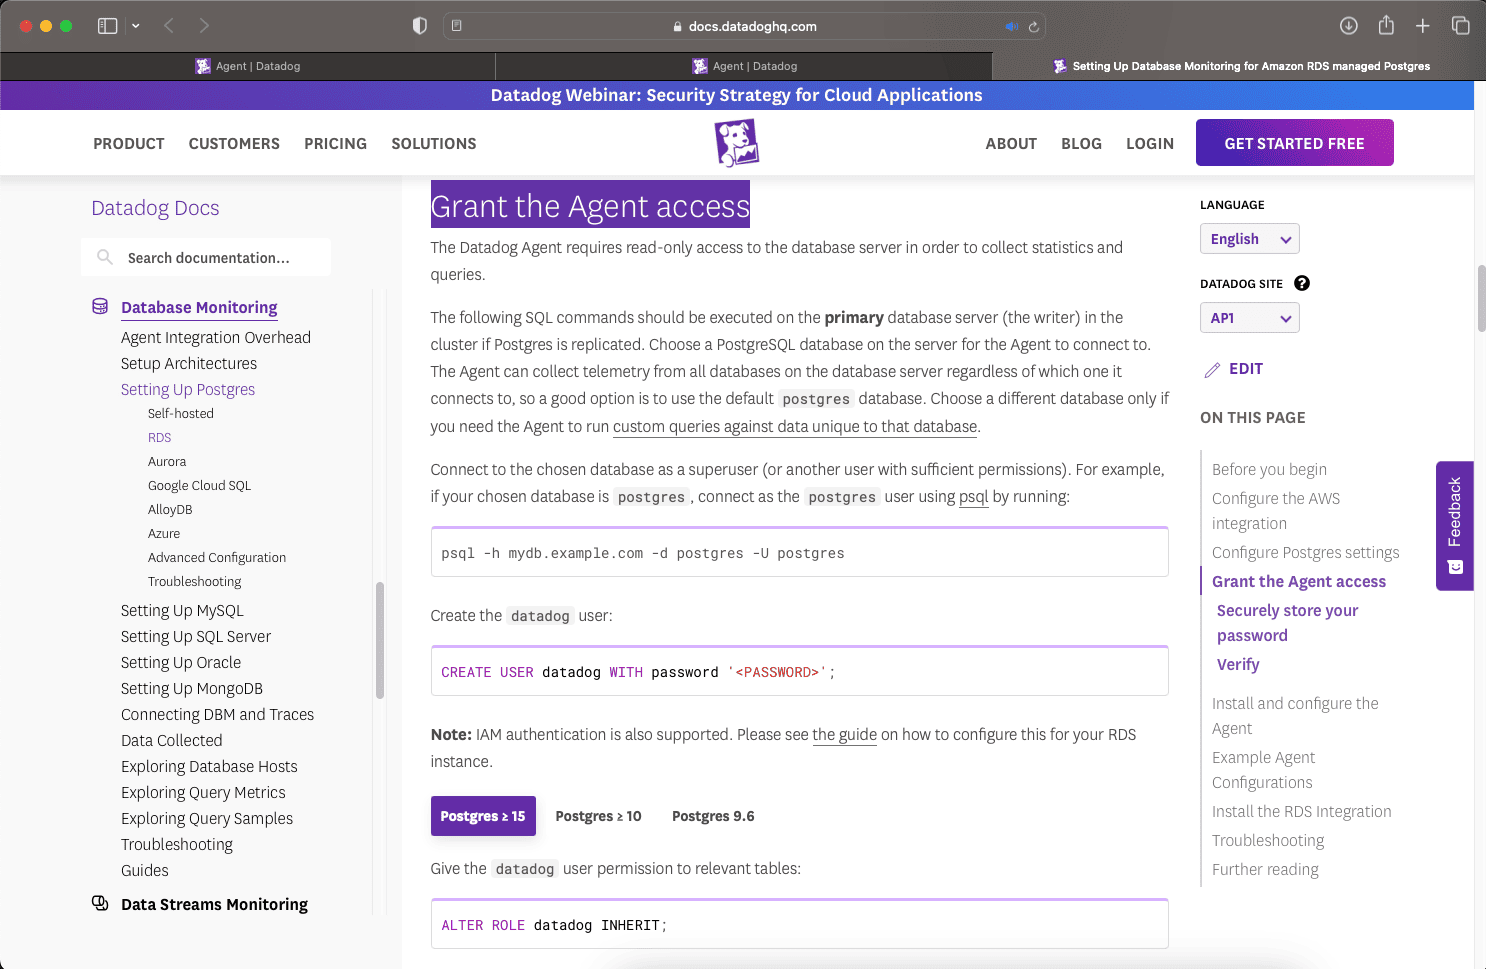 docs.datadoghq.com
Agent | Datadog
Agent | Datadog
Setting Up Database Monitoring for Amazon RDS managed Postgres
Datadog Webinar: Security Strategy for Cloud Applications
PRODUCT CUSTOMERS PRICING SOLUTIONS
ABOUT BLOG LOGIN GET STARTED FREE
Datadog Docs
Search documentation...
Database Monitoring
Agent Integration Overhead
Setup Architectures
Setting Up Postgres
Self-hosted
RDS
Aurora
Google Cloud SQL
AlloyDB
Azure
Advanced Configuration
Troubleshooting
Setting Up MySQL
Setting Up SQL Server
Setting Up Oracle
Setting Up MongoDB
Connecting DBM and Traces
Data Collected
Exploring Database Hosts
Exploring Query Metrics
Exploring Query Samples
Troubleshooting
Guides
Data Streams Monitoring
Grant the Agent access
The Datadog Agent requires read-only access to the database server in order to collect statistics and
queries.
The following SQL commands should be executed on the primary database server (the writer) in the
cluster if Postgres is replicated. Choose a PostgreSQL database on the server for the Agent to connect to.
The Agent can collect telemetry from all databases on the database server regardless of which one it
connects to, so a good option is to use the default postgres database. Choose a different database only if
you need the Agent to run custom queries against data unique to that database.
Connect to the chosen database as a superuser (or another user with sufficient permissions). For example,
if your chosen database is postgres, connect as the postgres user using psql by running:
psql -h mydb.example.com -d postgres -U postgres
Create the datadog user:
CREATE USER datadog WITH password '<PASSWORD>';
Note: IAM authentication is also supported. Please see the guide on how to configure this for your RDS
instance.
Postgres ≥ 15 Postgres ≥ 10 Postgres 9.6
Give the datadog user permission to relevant tables:
ALTER ROLE datadog INHERIT;
LANGUAGE
English
DATADOG SITE ?
AP1
EDIT
ON THIS PAGE
Before you begin
Configure the AWS
integration
Configure Postgres settings
Grant the Agent access
Securely store your
password
Verify
Install and configure the
Agent
Example Agent
Configurations
Install the RDS Integration
Troubleshooting
Further reading
Feedback